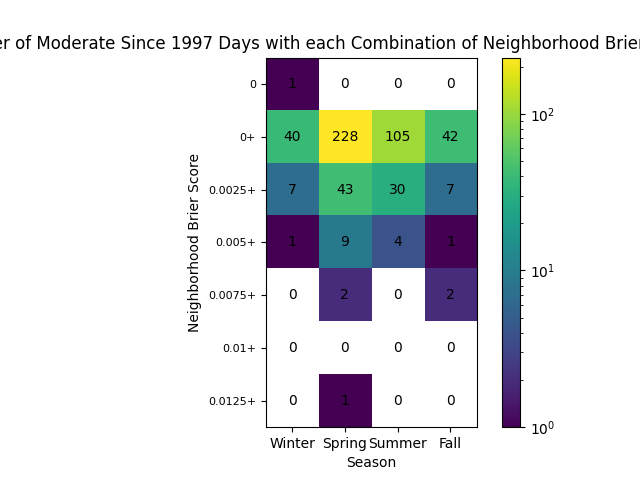 of Moderate Since 1997 Days with each Combination of Neighborhood
0 1 0 0 0
0+ 40 228 105 42
0.0025+ 7 43 30 7
0.005+ 1 9 4 1
0.0075+ 0 2 0 2
0.01+ 0 0 0 0
0.0125+ 0 1 0 0
Winter Spring Summer Fall
Season
Neighborhood Brier Score
10²
10¹
10⁰